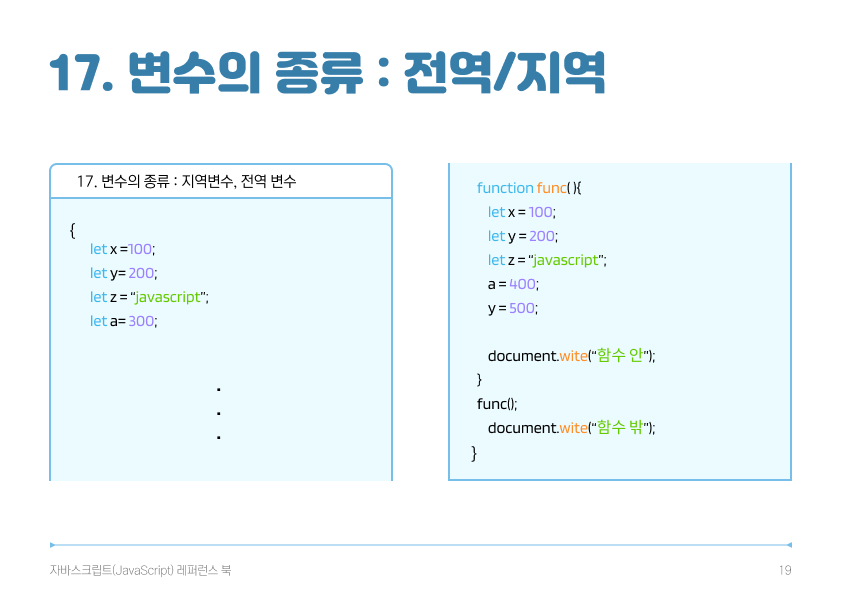 17. 변수의 종류 : 전역/지역
17. 변수의 종류 : 지역변수, 전역 변수
{
let x =100;
let y= 200;
let z = “javascript”;
let a= 300;
.
.
.
function func( ){
let x = 100;
let y = 200;
let z = “javascript”;
a = 400;
y = 500;
document.wite(“함수 안”);
}
func();
document.wite(“함수 밖”);
}
자바스크립트(JavaScript) 레퍼런스 북
19